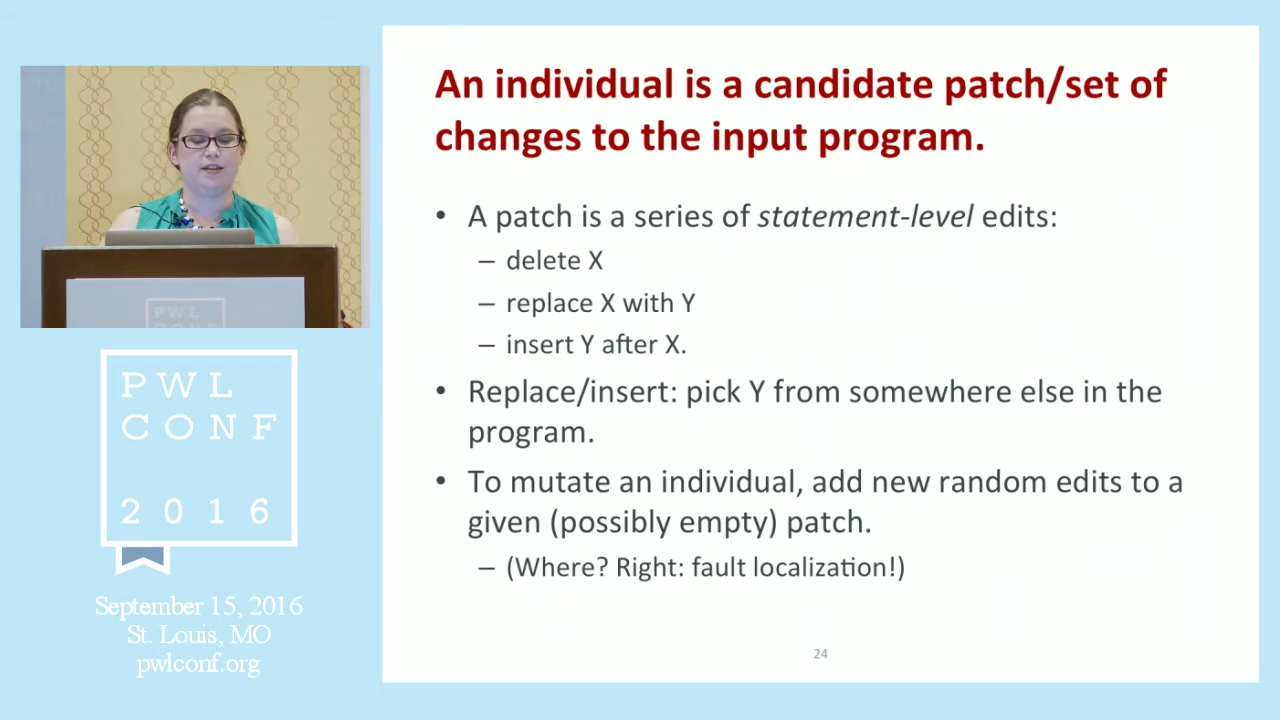 An individual is a candidate patch/set of
changes to the input program.
• A patch is a series of statement-level edits:
– delete X
– replace X with Y
– insert Y after X.
• Replace/insert: pick Y from somewhere else in the
program.
• To mutate an individual, add new random edits to a
given (possibly empty) patch.
– (Where? Right: fault localization!)
24
PWL
CONF
PWL
CONF
2016
September 15, 2016
St. Louis, MO
pwlconf.org